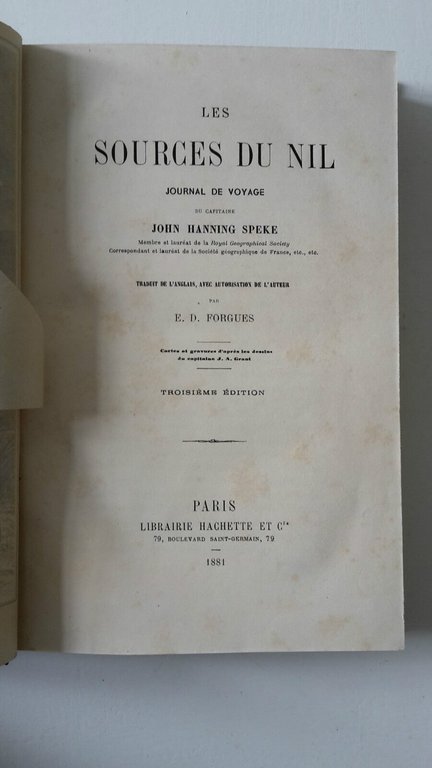 LES
SOURCES DU NIL
JOURNAL DE VOYAGE
DU CAPITAINE
JOHN HANNING SPEKE
Membre et lauréat de la Royal Geographical Society
Correspondant et lauréat de la Société géographique de France, etc., etc.
TRADUIT DE L'ANGLAIS, AVEC AUTORISATION DE L'AUTEUR
PAR
E. D. FORGUES
Cartes et gravures d'après les dessins
du capitaine J. A. Grant
TROISIÈME ÉDITION
PARIS
LIBRAIRIE HACHETTE ET Cie
79, BOULEVARD SAINT-GERMAIN, 79
1881